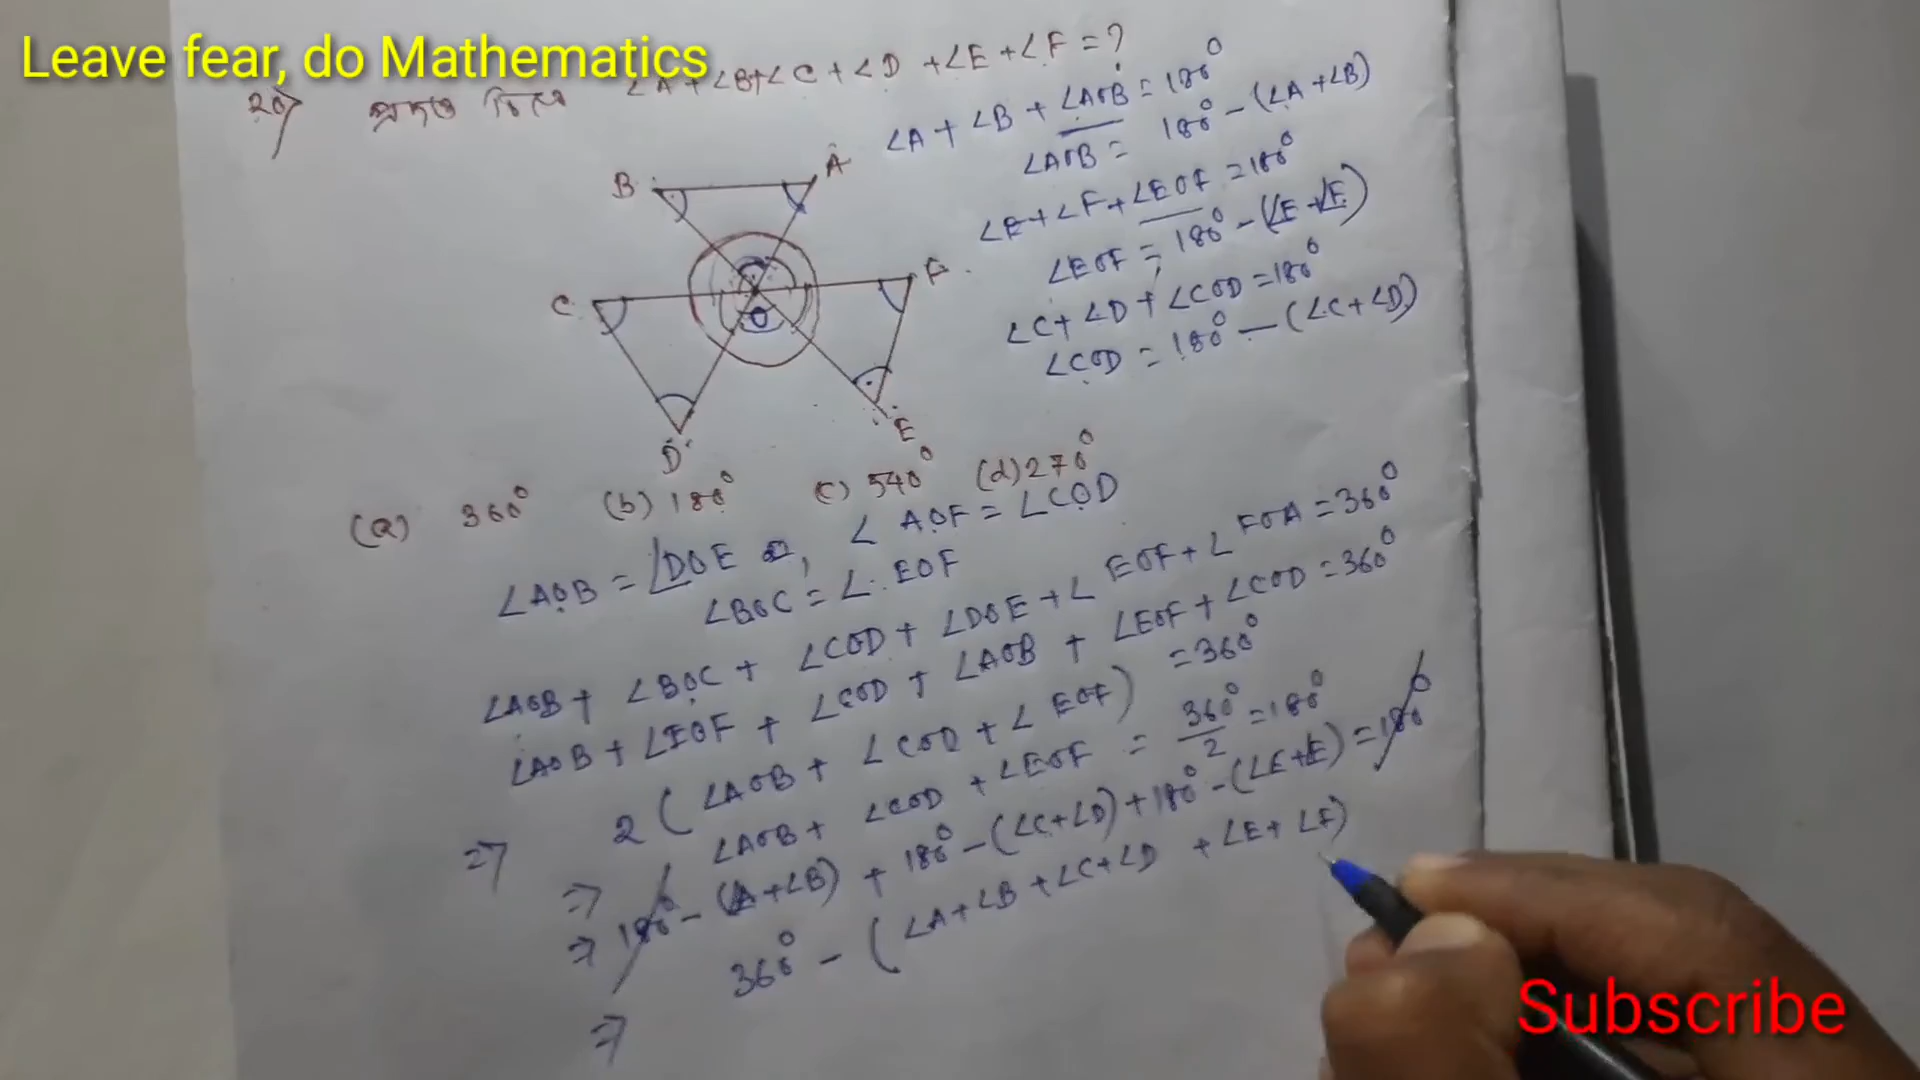 Leave fear, do Mathematics
20) প্রদত্ত চিত্রে ∠A+∠B+∠C+∠D+∠E+∠F=?
B
A
C
F
O
D
E
∠A+∠B+∠AOB=180°
∠AOB=180°-(∠A+∠B)
∠E+∠F+∠EOF=180°
∠EOF=180°-(∠E+∠F)
∠C+∠D+∠COD=180°
∠COD=180°-(∠C+∠D)
(a) 360° (b) 180° (c) 540° (d) 270°
∠AOB=∠DOE, ∠AOF=∠COD
∠BOC=∠EOF
∠AOB+∠BOC+∠COD+∠DOE+∠EOF+∠FOA=360°
∠AOB+∠EOF+∠COD+∠AOB+∠EOF+∠COD=360°
⇒ 2(∠AOB+∠COD+∠EOF)=360°
⇒ ∠AOB+∠COD+∠EOF=360°/2=180°
⇒ 180°-(∠A+∠B)+180°-(∠C+∠D)+180°-(∠E+∠F)=180°
⇒ 360°-(∠A+∠B+∠C+∠D+∠E+∠F)
Subscribe